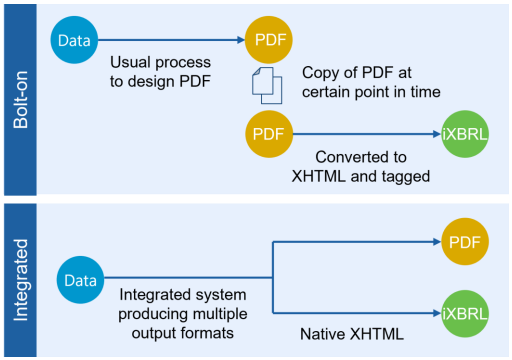 Bolt-on
Data
PDF
Usual process
to design PDF
Copy of PDF at
certain point in time
PDF
iXBRL
Converted to
XHTML and tagged
Integrated
Data
PDF
Integrated system
producing multiple
output formats
iXBRL
Native XHTML